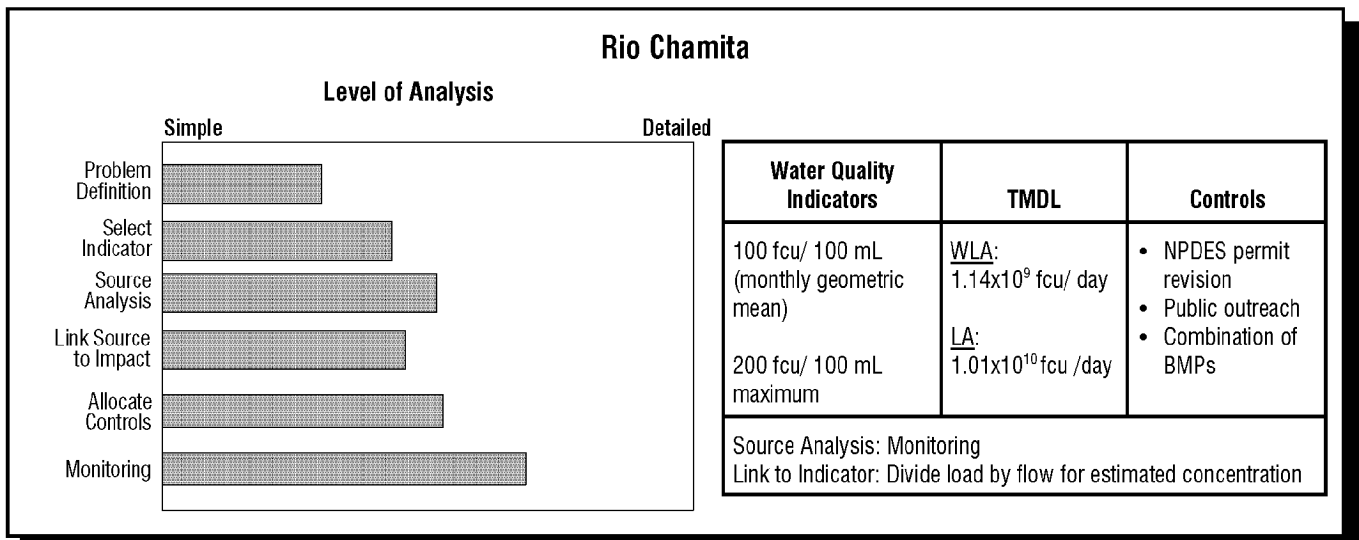 Rio Chamita
Level of Analysis
Simple
Detailed
Problem
Definition
Select
Indicator
Source
Analysis
Link Source
to Impact
Allocate
Controls
Monitoring
Water Quality
Indicators
TMDL
Controls
100 fcu/ 100 mL
(monthly geometric
mean)
200 fcu/ 100 mL
maximum
WLA:
1.14x10⁹ fcu/ day
LA:
1.01x10¹⁰ fcu /day
• NPDES permit
revision
• Public outreach
• Combination of
BMPs
Source Analysis: Monitoring
Link to Indicator: Divide load by flow for estimated concentration